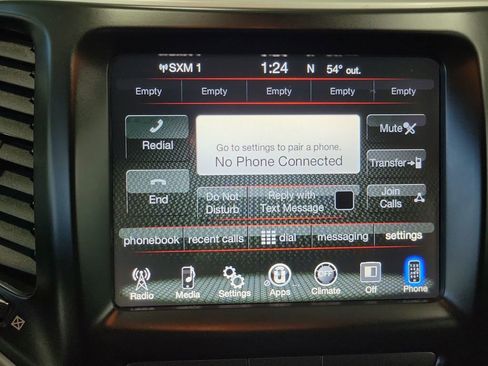 SXM 1 1:24 N 54° out.
Empty Empty Empty Empty Empty
Redial
Go to settings to pair a phone.
No Phone Connected
Mute
Transfer
End
Do Not
Disturb
Reply with
Text Message
Join
Calls
phonebook recent calls dial messaging settings
Radio Media Settings Apps Climate Off Phone
OFF